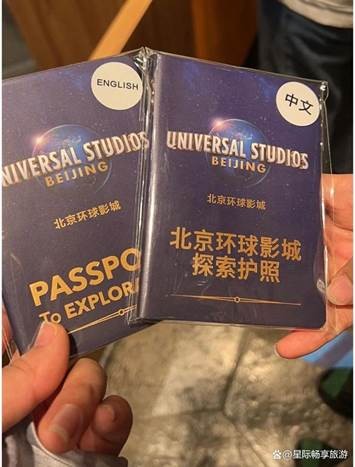 ENGLISH
UNIVERSAL STUDIOS
BEIJING
北京环球影城
PASSPO
To EXPLOR
中文
UNIVERSAL STUDIOS
BEIJING
北京环球影城
北京环球影城
探索护照
@星际畅享旅游